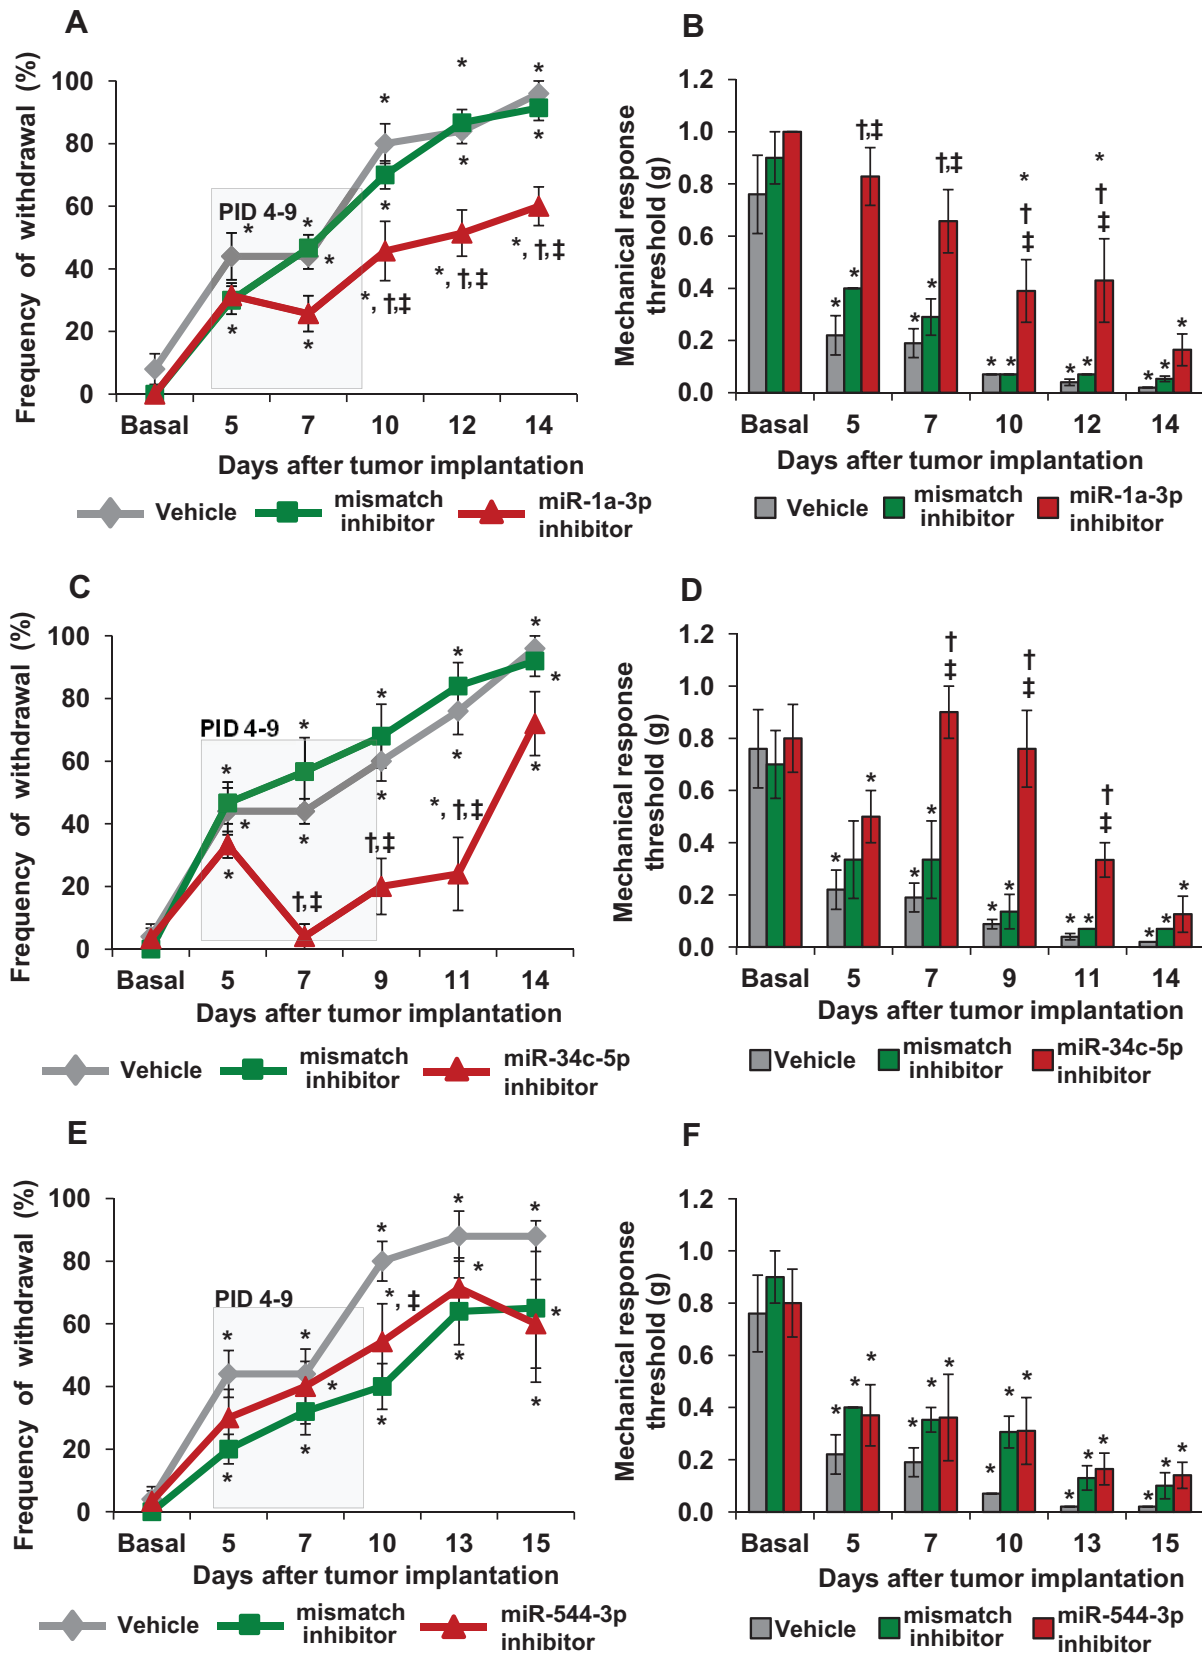 A
Frequency of withdrawal (%)
100
80
60
40
20
0
PID 4-9
*
*
*
*
*
*
*
*
*
*
*
*
*, †,‡
*, †,‡
*, †,‡
Basal 5 7 10 12 14
Days after tumor implantation
Vehicle
mismatch
inhibitor
miR-1a-3p
inhibitor
B
Mechanical response
threshold (g)
1.2
1.0
0.8
0.6
0.4
0.2
0.0
* * †,‡
* * †,‡
* * *
†
‡
* * *
†
‡
* * *
Basal 5 7 10 12 14
Days after tumor implantation
Vehicle
mismatch
inhibitor
miR-1a-3p
inhibitor
C
Frequency of withdrawal (%)
100
80
60
40
20
0
PID 4-9
*
*
*
*
*
†,‡
*
*
†,‡
*
*
*, †,‡
*
*
*
Basal 5 7 9 11 14
Days after tumor implantation
Vehicle
mismatch
inhibitor
miR-34c-5p
inhibitor
D
Mechanical response
threshold (g)
1.2
1.0
0.8
0.6
0.4
0.2
0.0
* *
* * †
‡
* * †
‡
* * †
‡
* * *
Basal 5 7 9 11 14
Days after tumor implantation
Vehicle
mismatch
inhibitor
miR-34c-5p
inhibitor
E
Frequency of withdrawal (%)
100
80
60
40
20
0
PID 4-9
*
*
*
*
*
*
*, ‡
*
*
*
*
*
*
*
Basal 5 7 10 13 15
Days after tumor implantation
Vehicle
mismatch
inhibitor
miR-544-3p
inhibitor
F
Mechanical response
threshold (g)
1.2
1.0
0.8
0.6
0.4
0.2
0.0
* * *
* * *
* * *
* * *
* * *
Basal 5 7 10 13 15
Days after tumor implantation
Vehicle
mismatch
inhibitor
miR-544-3p
inhibitor